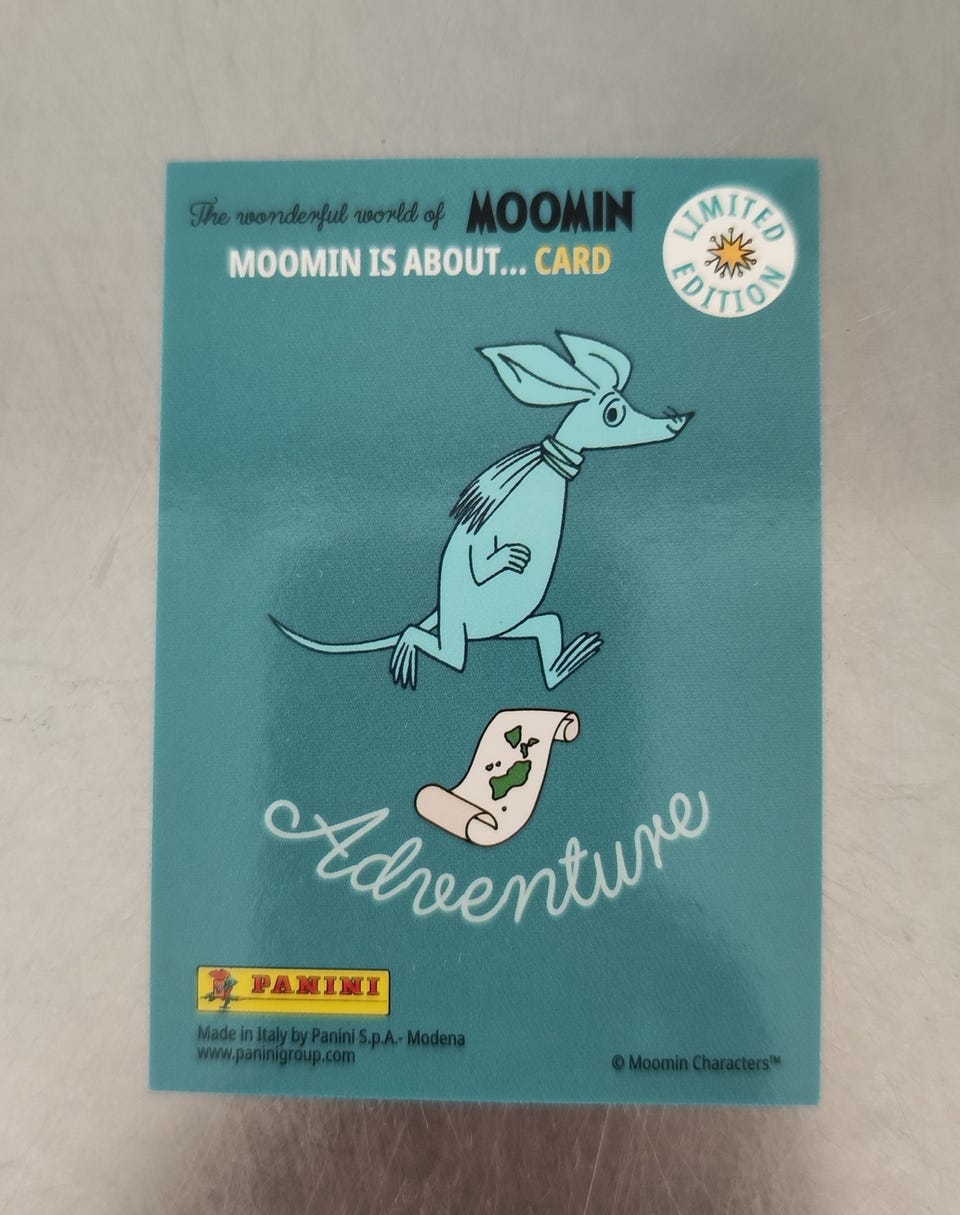 The wonderful world of MOOMIN
MOOMIN IS ABOUT... CARD
LIMITED
EDITION
Adventure
PANINI
Made in Italy by Panini S.p.A.- Modena
www.paninigroup.com
© Moomin Characters™